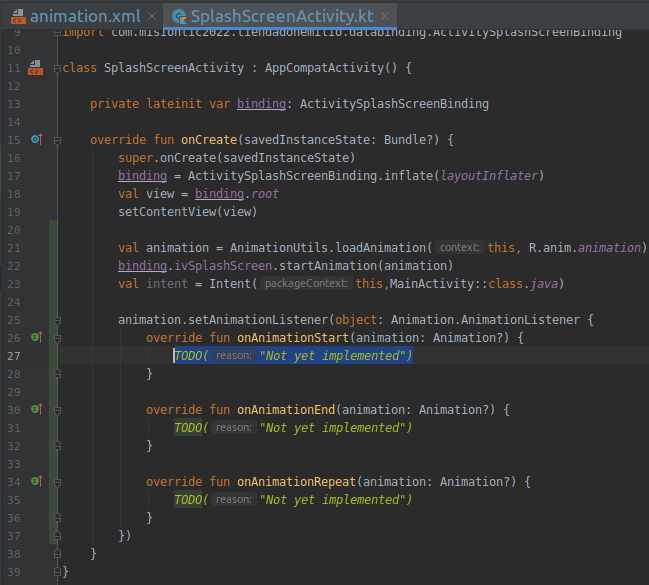 animation.xml SplashScreenActivity.kt
9 import com.misiontic2022.tiendadonemilio.databinding.ActivitySplashScreenBinding
10
11 class SplashScreenActivity : AppCompatActivity() {
12
13 private lateinit var binding: ActivitySplashScreenBinding
14
15 override fun onCreate(savedInstanceState: Bundle?) {
16 super.onCreate(savedInstanceState)
17 binding = ActivitySplashScreenBinding.inflate(layoutInflater)
18 val view = binding.root
19 setContentView(view)
20
21 val animation = AnimationUtils.loadAnimation( context: this, R.anim.animation)
22 binding.ivSplashScreen.startAnimation(animation)
23 val intent = Intent( packageContext: this,MainActivity::class.java)
24
25 animation.setAnimationListener(object: Animation.AnimationListener {
26 override fun onAnimationStart(animation: Animation?) {
27 TODO( reason: "Not yet implemented")
28 }
29
30 override fun onAnimationEnd(animation: Animation?) {
31 TODO( reason: "Not yet implemented")
32 }
33
34 override fun onAnimationRepeat(animation: Animation?) {
35 TODO( reason: "Not yet implemented")
36 }
37 })
38 }
39 }